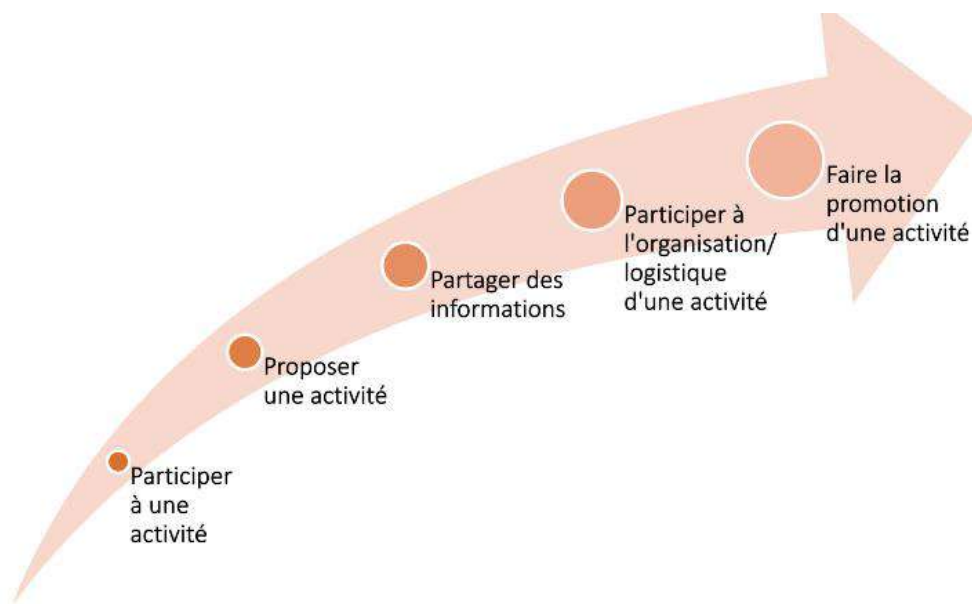 Participer
à une
activité
Proposer
une activité
Partager des
informations
Participer à
l'organisation/
logistique
d'une activité
Faire la
promotion
d'une activité